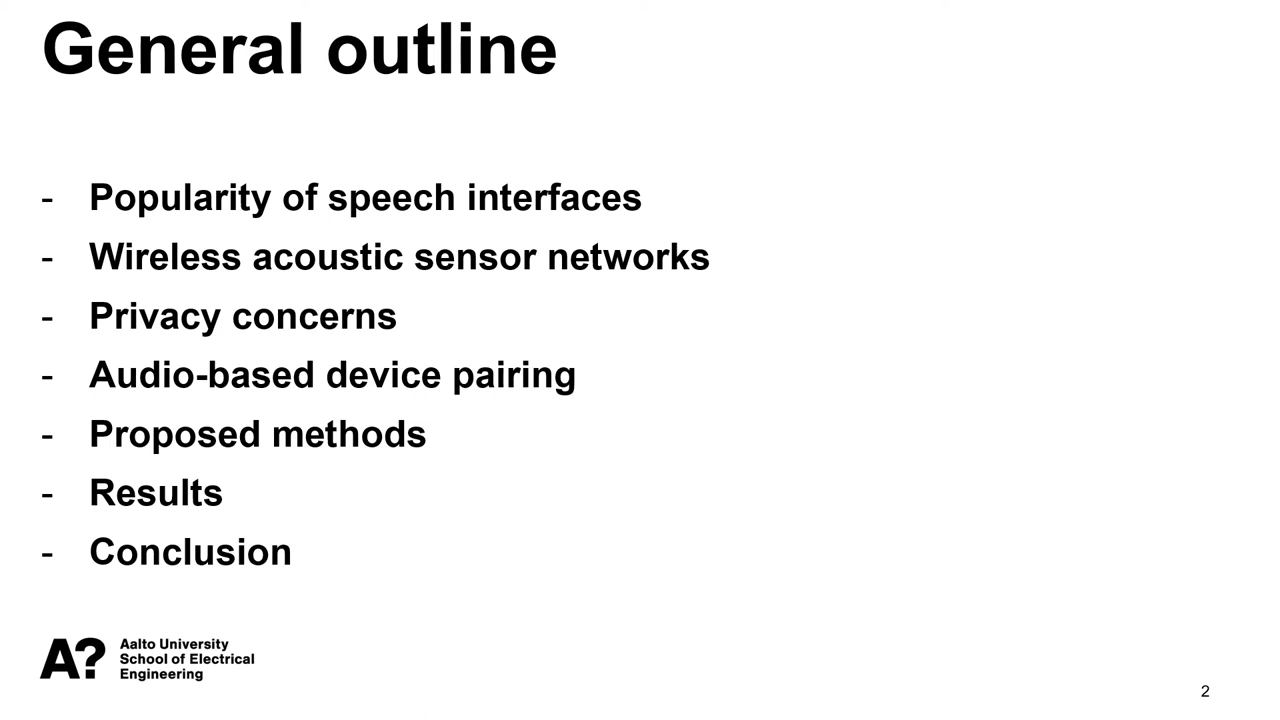 General outline
- Popularity of speech interfaces
- Wireless acoustic sensor networks
- Privacy concerns
- Audio-based device pairing
- Proposed methods
- Results
- Conclusion
A?
Aalto University
School of Electrical
Engineering
2